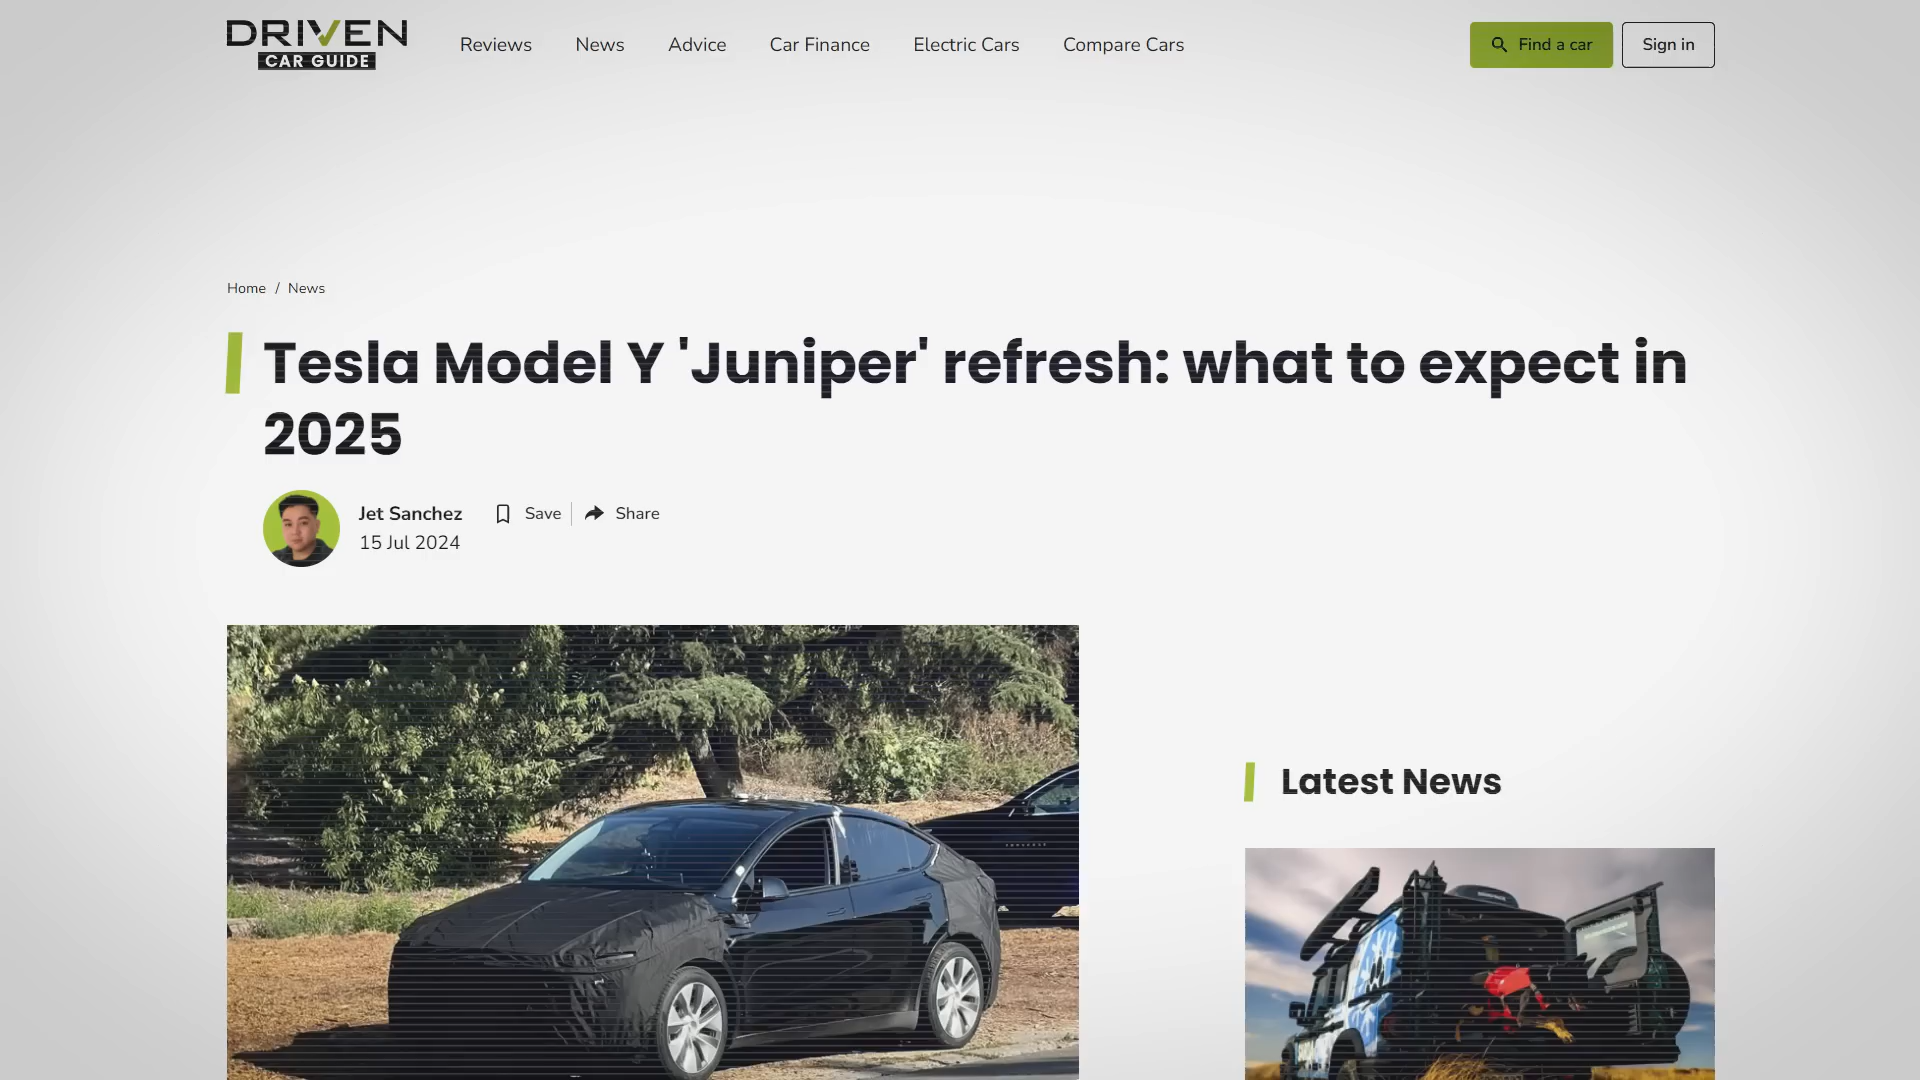 DRIVEN
CAR GUIDE
Reviews
News
Advice
Car Finance
Electric Cars
Compare Cars
Find a car
Sign in
Home / News
Tesla Model Y 'Juniper' refresh: what to expect in
2025
Jet Sanchez
Save
Share
15 Jul 2024
Latest News